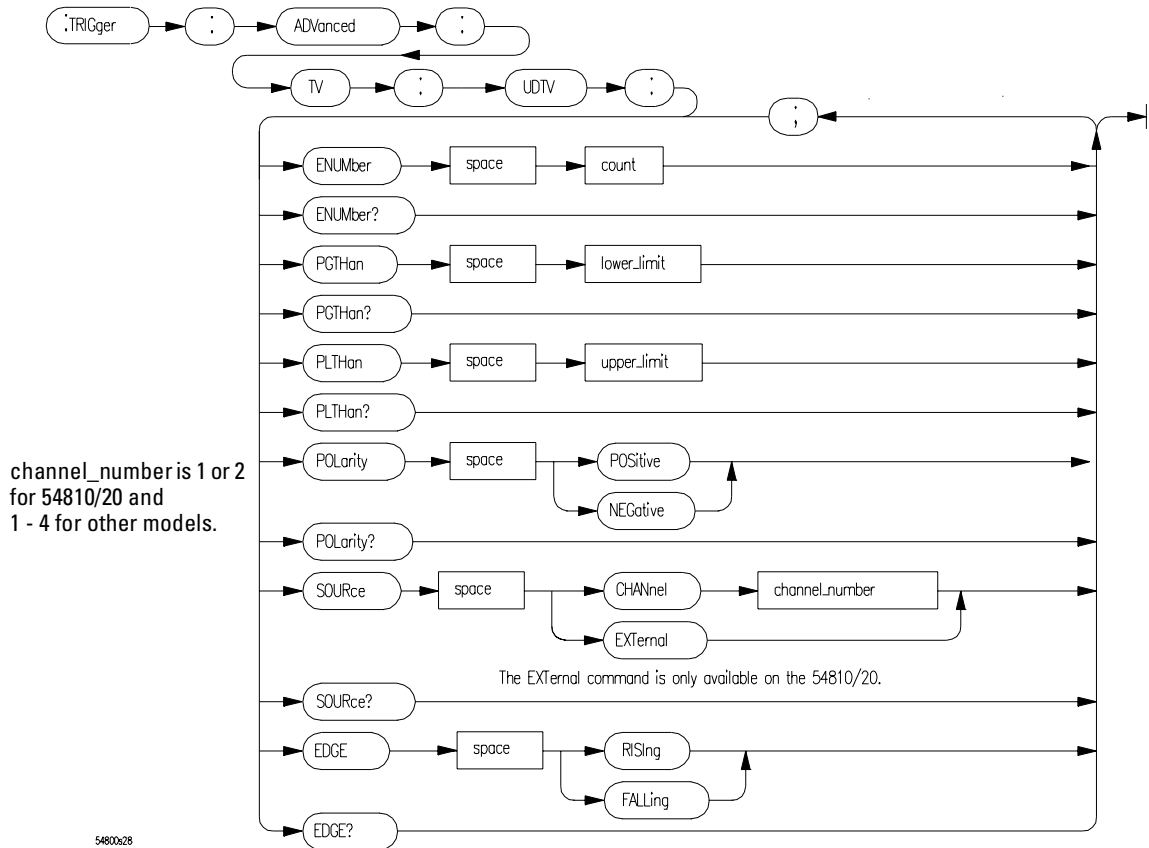 :TRIGger : ADVanced :
TV : UDTV :
;
ENUMber space count
ENUMber?
PGTHan space lower_limit
PGTHan?
PLTHan space upper_limit
PLTHan?
channel_number is 1 or 2
for 54810/20 and
1 - 4 for other models.
POLarity space POSitive
NEGative
POLarity?
SOURce space CHANnel channel_number
EXTernal
The EXTernal command is only available on the 54810/20.
SOURce?
EDGE space RISIng
FALLing
EDGE?
54800s28